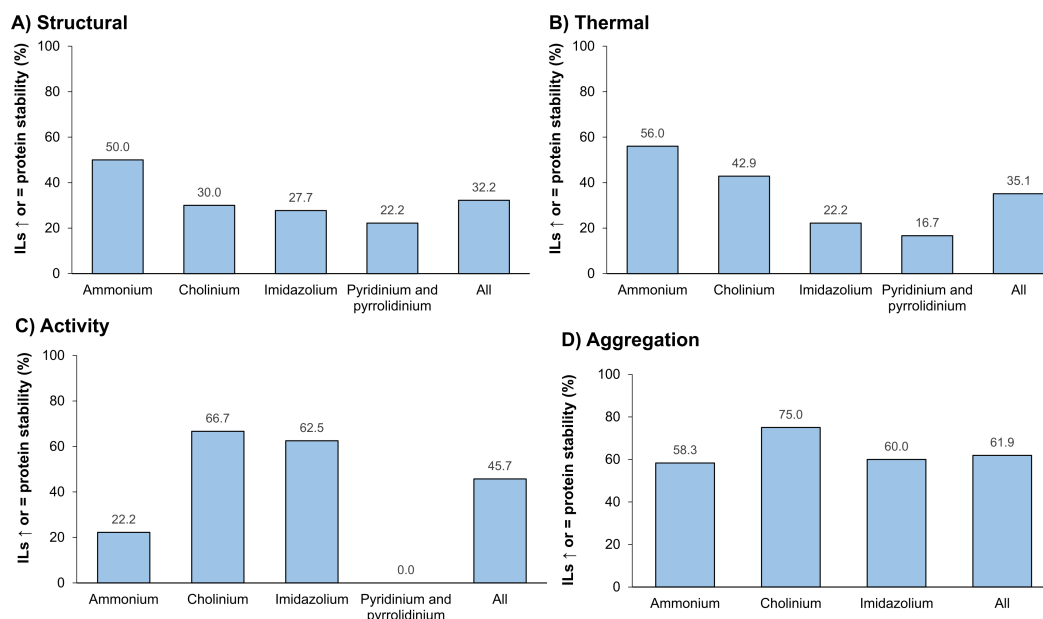 A) Structural
ILs ↑ or = protein stability (%)
100
80
60
40
20
0
50.0
30.0
27.7
22.2
32.2
Ammonium
Cholinium
Imidazolium
Pyridinium and
pyrrolidinium
All
B) Thermal
ILs ↑ or = protein stability (%)
100
80
60
40
20
0
56.0
42.9
22.2
16.7
35.1
Ammonium
Cholinium
Imidazolium
Pyridinium and
pyrrolidinium
All
C) Activity
ILs ↑ or = protein stability (%)
100
80
60
40
20
0
22.2
66.7
62.5
0.0
45.7
Ammonium
Cholinium
Imidazolium
Pyridinium and
pyrrolidinium
All
D) Aggregation
ILs ↑ or = protein stability (%)
100
80
60
40
20
0
58.3
75.0
60.0
61.9
Ammonium
Cholinium
Imidazolium
All